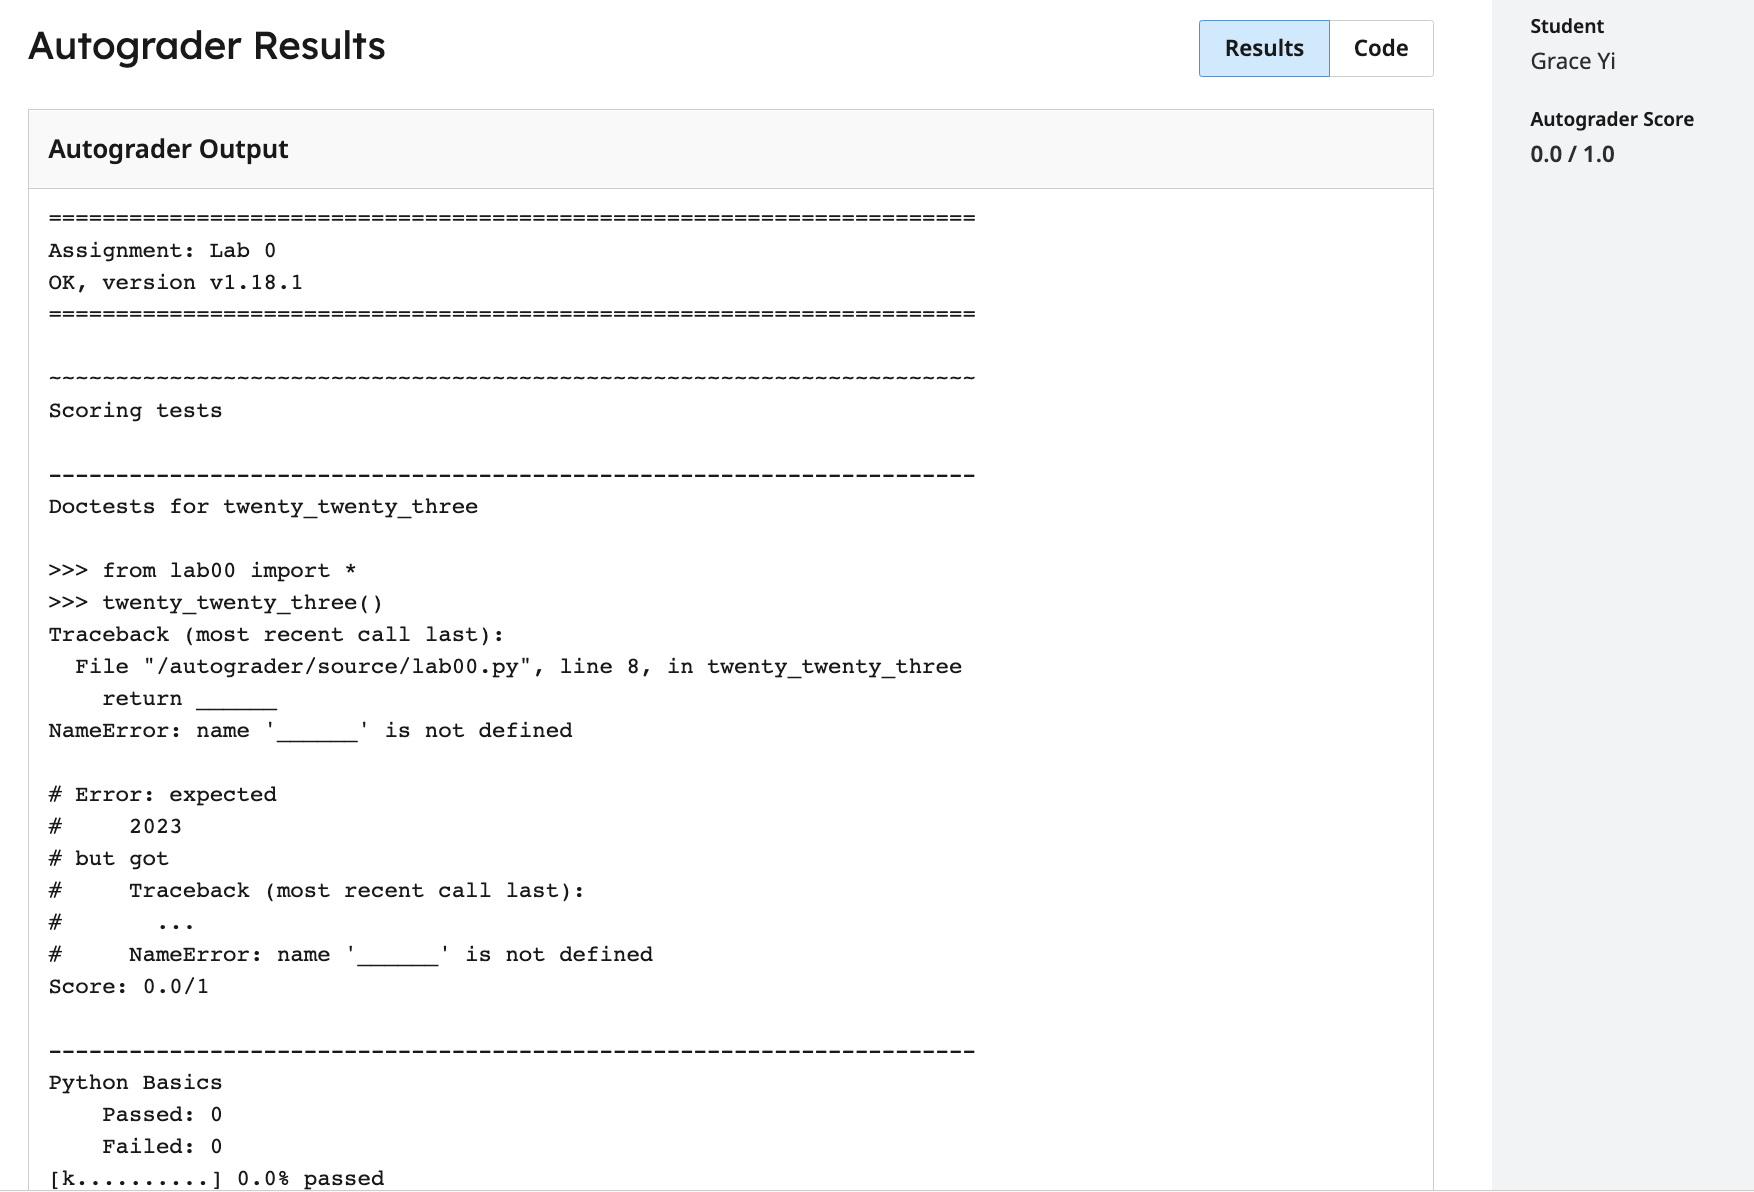 Autograder Results
Results
Code
Student
Grace Yi
Autograder Score
0.0 / 1.0
Autograder Output
=====================================================================
Assignment: Lab 0
OK, version v1.18.1
=====================================================================
~~~~~~~~~~~~~~~~~~~~~~~~~~~~~~~~~~~~~~~~~~~~~~~~~~~~~~~~~~~~~~~~~~~~~
Scoring tests
---------------------------------------------------------------------
Doctests for twenty_twenty_three
>>> from lab00 import *
>>> twenty_twenty_three()
Traceback (most recent call last):
  File "/autograder/source/lab00.py", line 8, in twenty_twenty_three
    return ______
NameError: name '______' is not defined
# Error: expected
#     2023
# but got
#     Traceback (most recent call last):
#       ...
#     NameError: name '______' is not defined
Score: 0.0/1
---------------------------------------------------------------------
Python Basics
    Passed: 0
    Failed: 0
[k..........] 0.0% passed